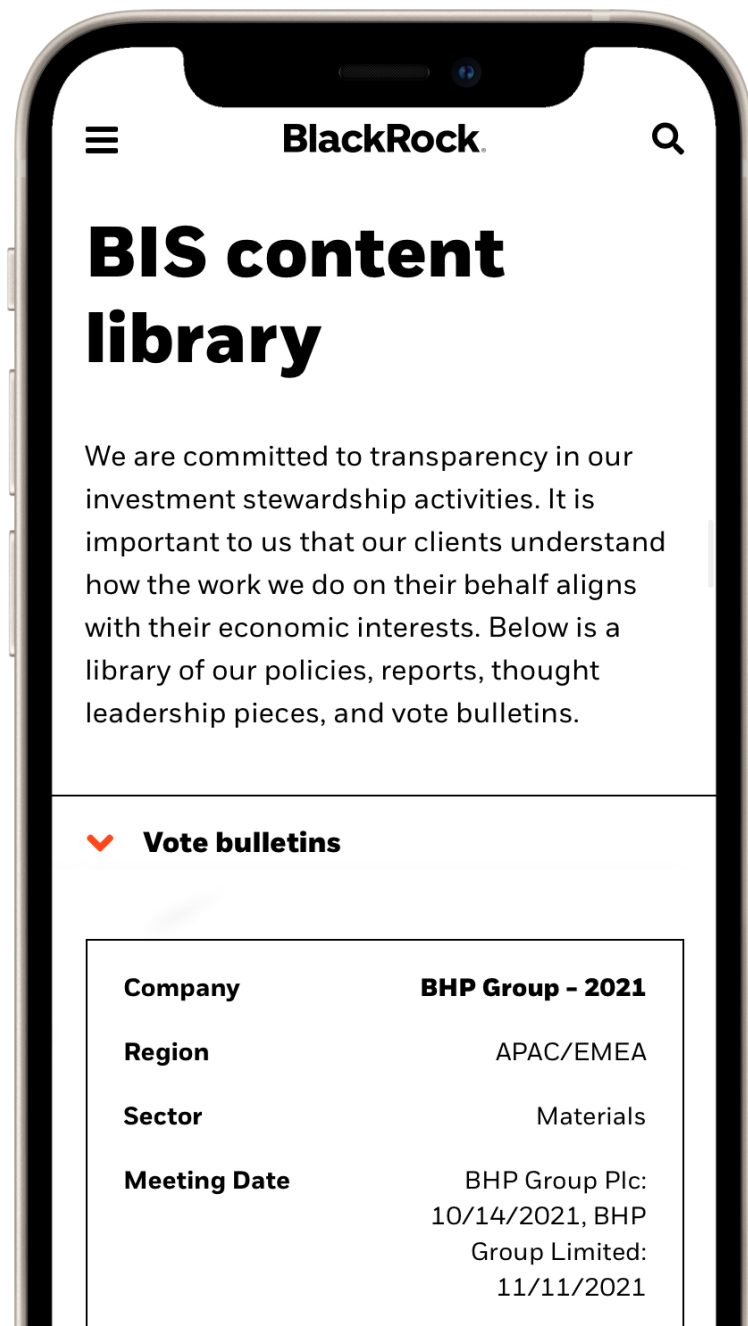 BlackRock.
BIS content
library
We are committed to transparency in our
investment stewardship activities. It is
important to us that our clients understand
how the work we do on their behalf aligns
with their economic interests. Below is a
library of our policies, reports, thought
leadership pieces, and vote bulletins.
Vote bulletins
Company BHP Group – 2021
Region APAC/EMEA
Sector Materials
Meeting Date BHP Group Plc:
10/14/2021, BHP
Group Limited:
11/11/2021